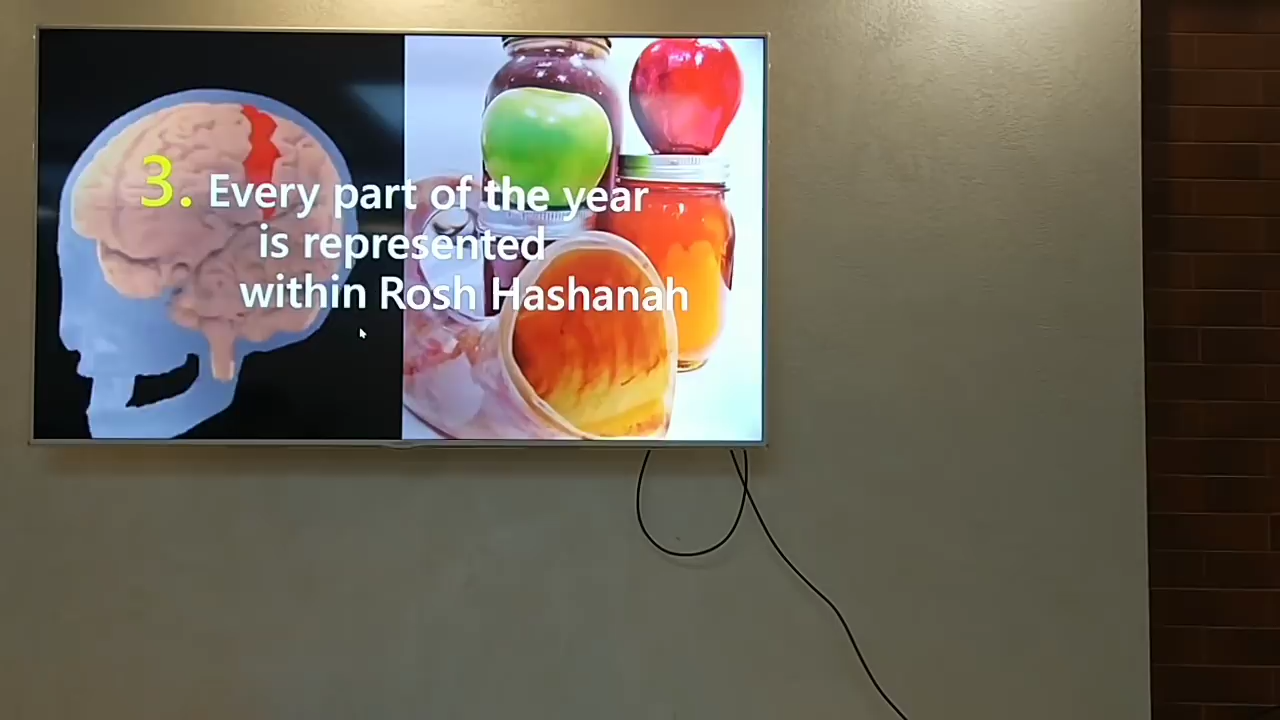 3. Every part of the year
is represented
within Rosh Hashanah